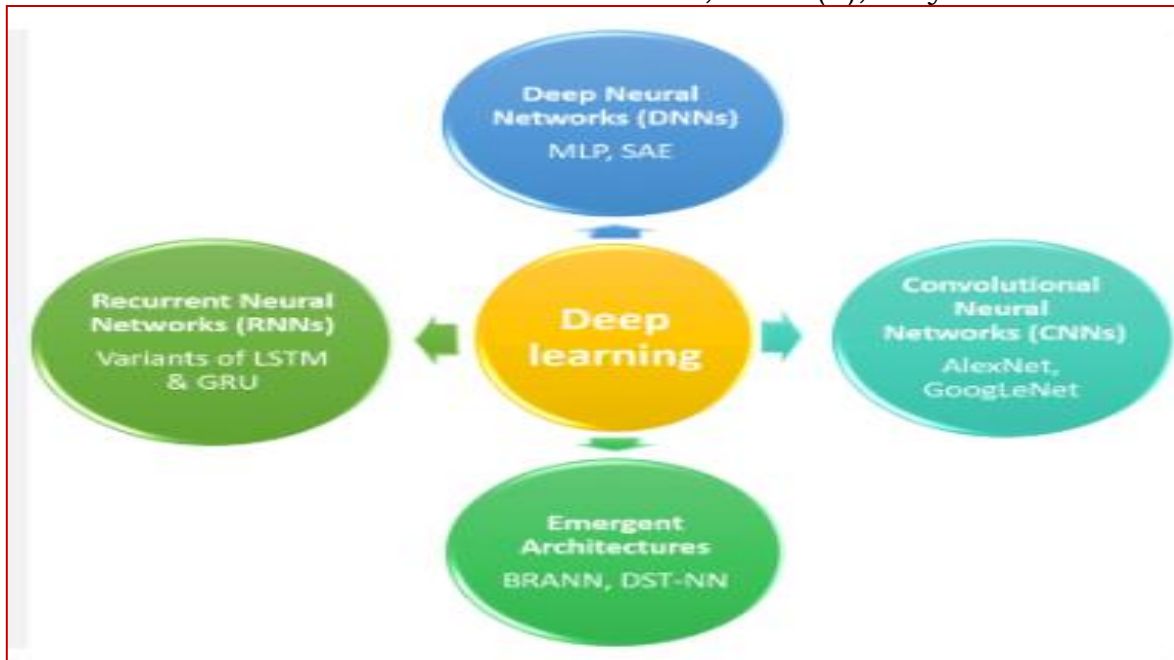 Deep Neural
Networks (DNNs)
MLP, SAE
Recurrent Neural
Networks (RNNs)
Variants of LSTM
& GRU
Deep
learning
Convolutional
Neural
Networks (CNNs)
AlexNet,
GoogLeNet
Emergent
Architectures
BRANN, DST-NN